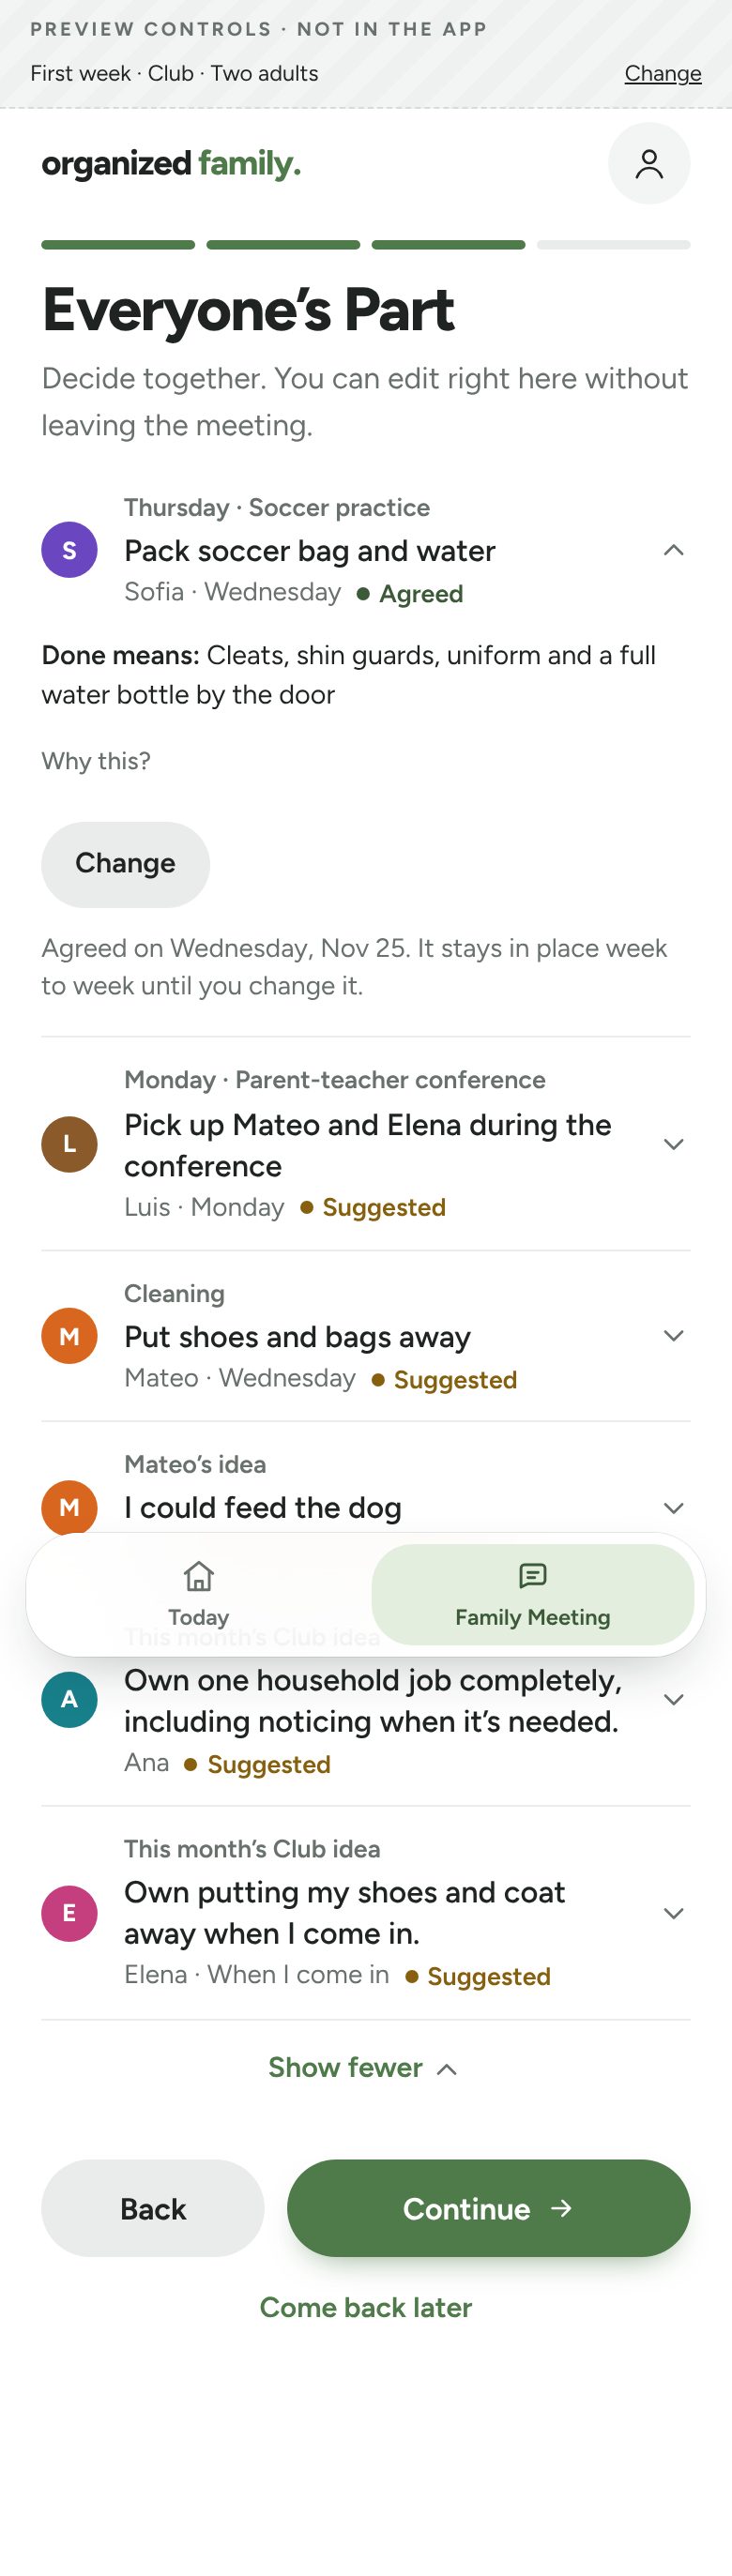 PREVIEW CONTROLS · NOT IN THE APP
First week · Club · Two adults
Change
organized family.
Everyone’s Part
Decide together. You can edit right here without
leaving the meeting.
Thursday · Soccer practice
S
Pack soccer bag and water
Sofia · Wednesday
Agreed
Done means: Cleats, shin guards, uniform and a full
water bottle by the door
Why this?
Change
Agreed on Wednesday, Nov 25. It stays in place week
to week until you change it.
Monday · Parent-teacher conference
L
Pick up Mateo and Elena during the
conference
Luis · Monday
Suggested
Cleaning
M
Put shoes and bags away
Mateo · Wednesday
Suggested
Mateo’s idea
M
I could feed the dog
Today
Family Meeting
This month’s Club idea
A
Own one household job completely,
including noticing when it’s needed.
Ana
Suggested
This month’s Club idea
E
Own putting my shoes and coat
away when I come in.
Elena · When I come in
Suggested
Show fewer
Back
Continue
Come back later